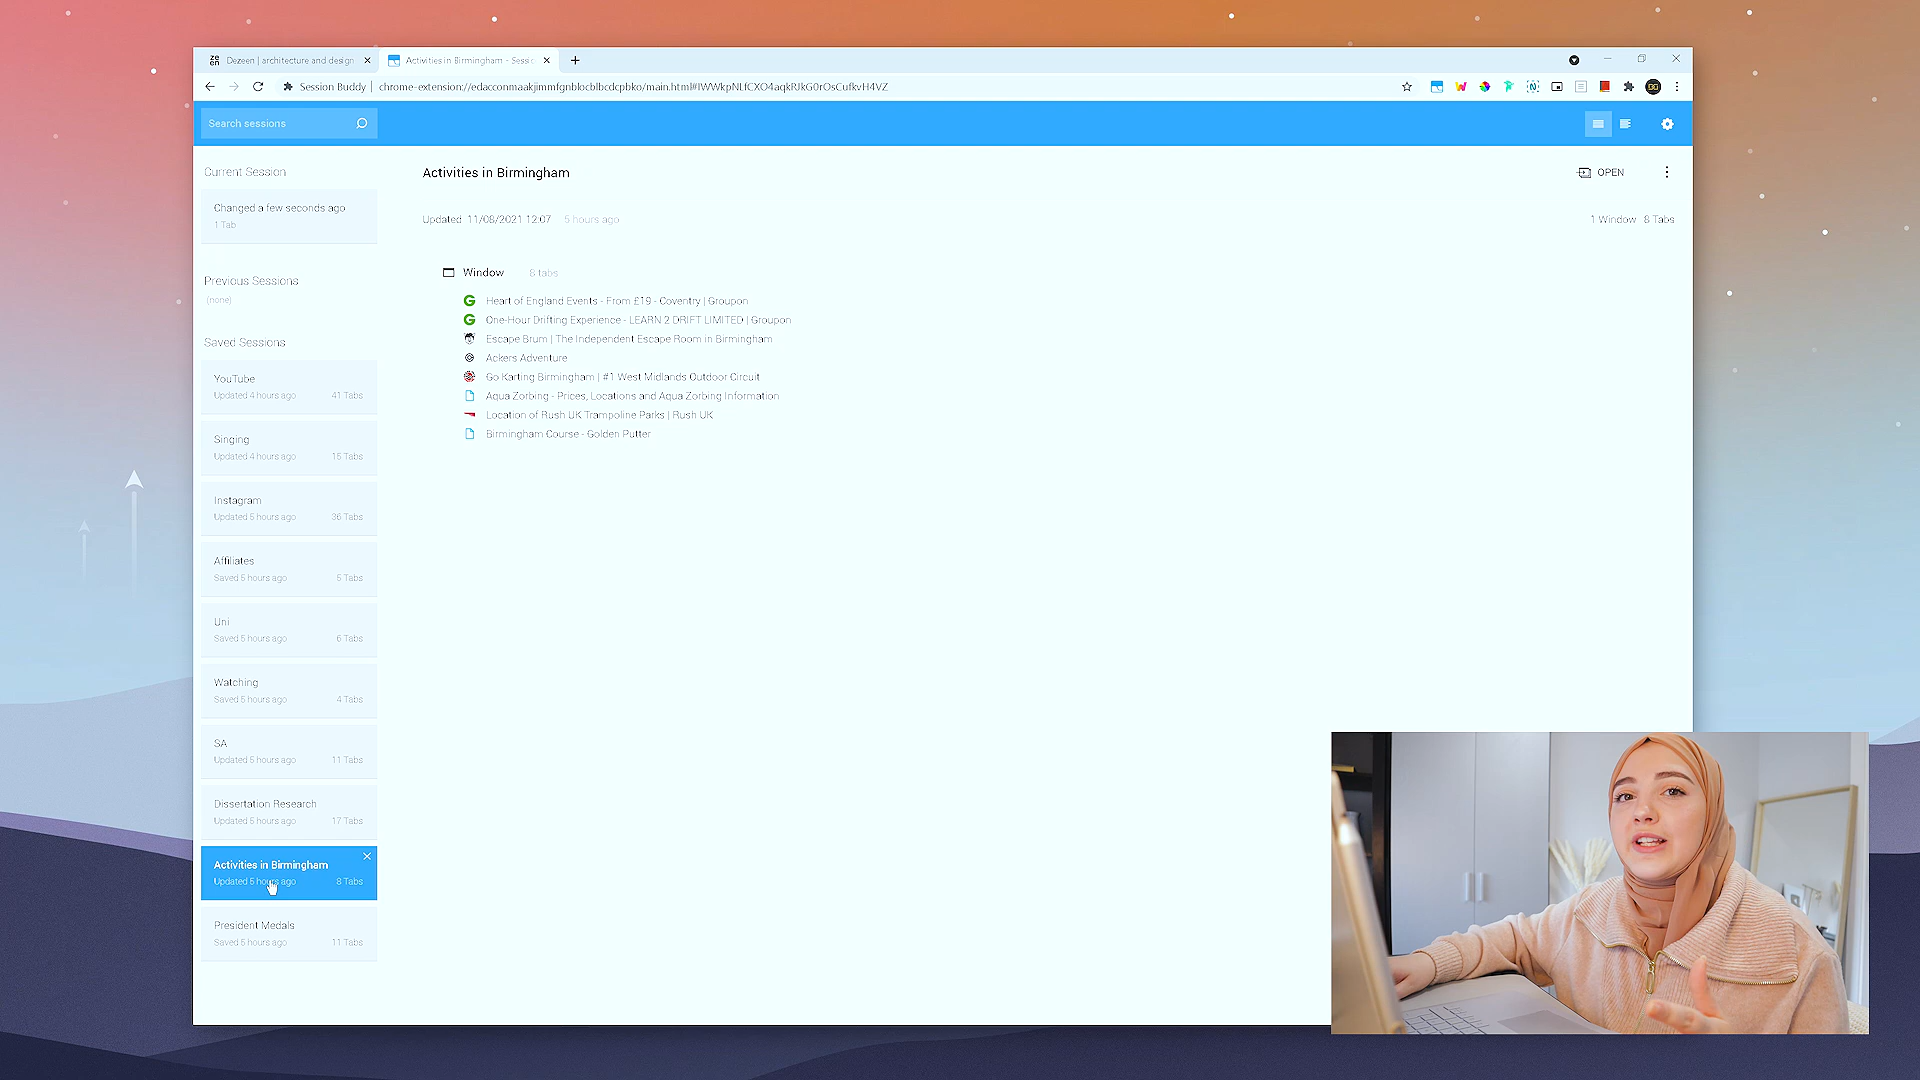 Dezeen | architecture and design
Activities in Birmingham - Sessi
Session Buddy | chrome-extension://edacconmaakjimmfgnblocblbcdcpbko/main.html#
Search sessions
Current Session
Changed a few seconds ago
1 Tab
Previous Sessions
(none)
Saved Sessions
YouTube
Updated 4 hours ago 41 Tabs
Singing
Updated 4 hours ago 15 Tabs
Instagram
Updated 5 hours ago 36 Tabs
Affiliates
Saved 5 hours ago 5 Tabs
Uni
Saved 5 hours ago 6 Tabs
Watching
Saved 5 hours ago 4 Tabs
SA
Updated 5 hours ago 11 Tabs
Dissertation Research
Updated 5 hours ago 17 Tabs
Activities in Birmingham
Updated 5 hours ago 8 Tabs
President Medals
Saved 5 hours ago 11 Tabs
Activities in Birmingham
OPEN
Updated 11/08/2021 12:07 5 hours ago
1 Window 8 Tabs
Window 8 tabs
Heart of England Events - From £19 - Coventry | Groupon
One-Hour Drifting Experience - LEARN 2 DRIFT LIMITED | Groupon
Escape Brum | The Independent Escape Room in Birmingham
Ackers Adventure
Go Karting Birmingham | #1 West Midlands Outdoor Circuit
Aqua Zorbing - Prices, Locations and Aqua Zorbing Information
Location of Rush UK Trampoline Parks | Rush UK
Birmingham Course - Golden Putter